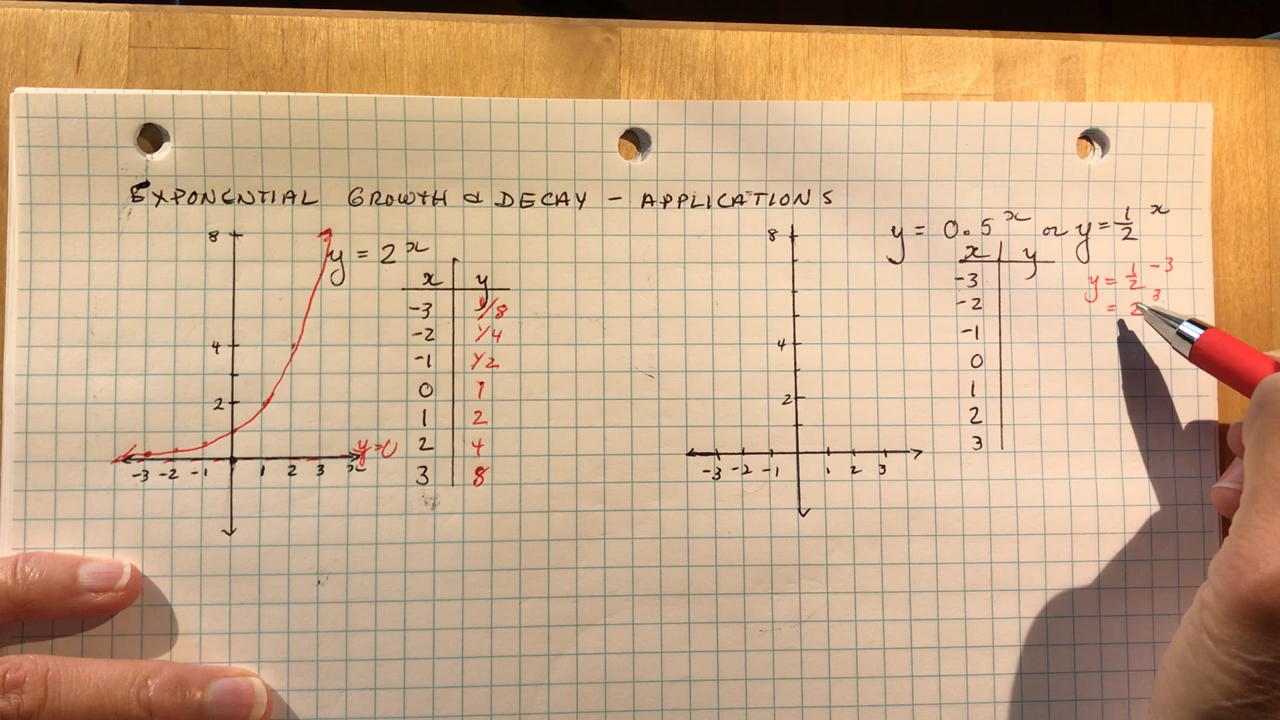 EXPONENTIAL GROWTH & DECAY - APPLICATIONS
y = 2^x
x y
-3 1/8
-2 1/4
-1 1/2
0 1
1 2
2 4
3 8
8
4
2
-3 -2 -1 1 2 3
y=0
y = 0.5^x or y = 1/2^x
x y
-3
-2
-1
0
1
2
3
y = 1/2^-3
= 2^3
8
4
2
-3 -2 -1 1 2 3